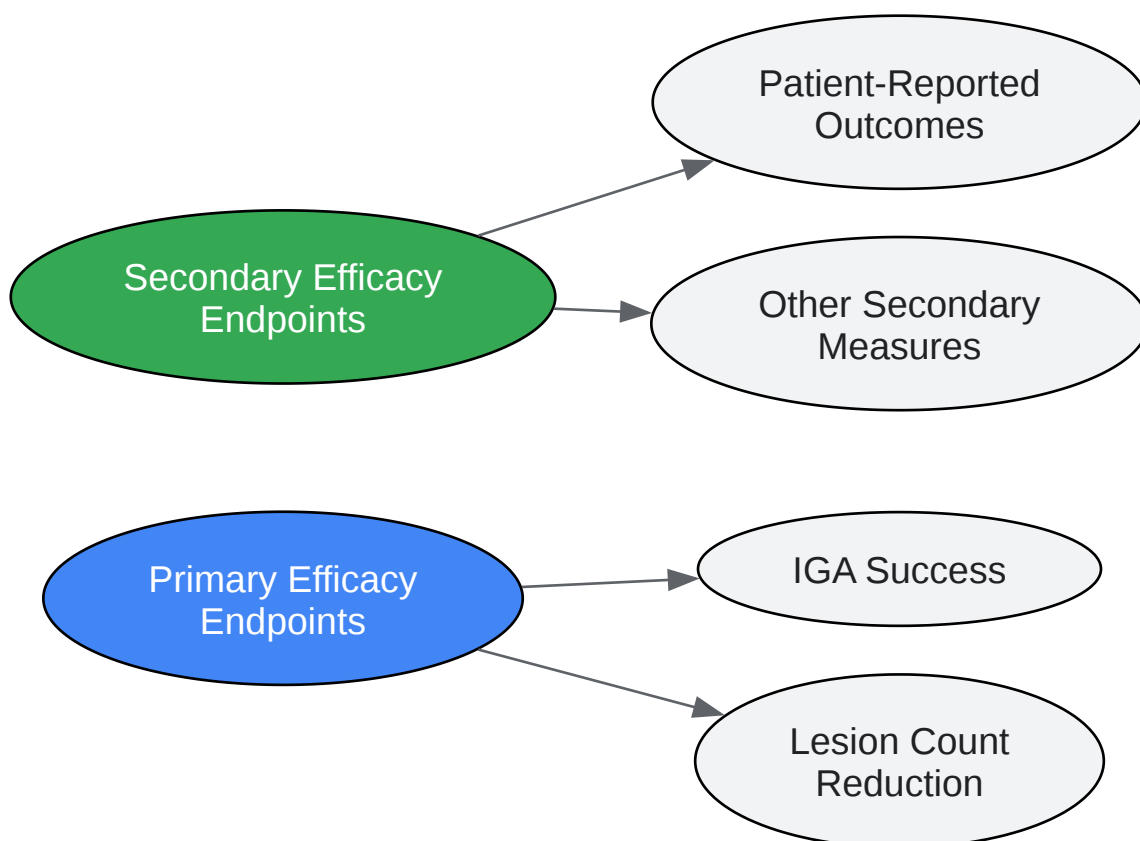 Patient-Reported
Outcomes
Secondary Efficacy
Endpoints
Other Secondary
Measures
Primary Efficacy
Endpoints
IGA Success
Lesion Count
Reduction